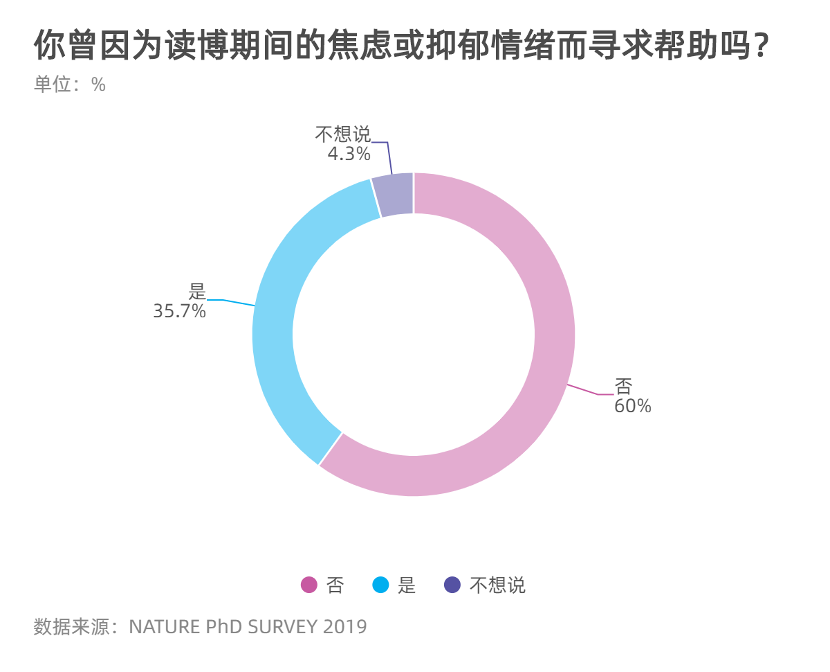 你曾因为读博期间的焦虑或抑郁情绪而寻求帮助吗？
单位：%
不想说
4.3%
是
35.7%
否
60%
否 是 不想说
数据来源：NATURE PhD SURVEY 2019